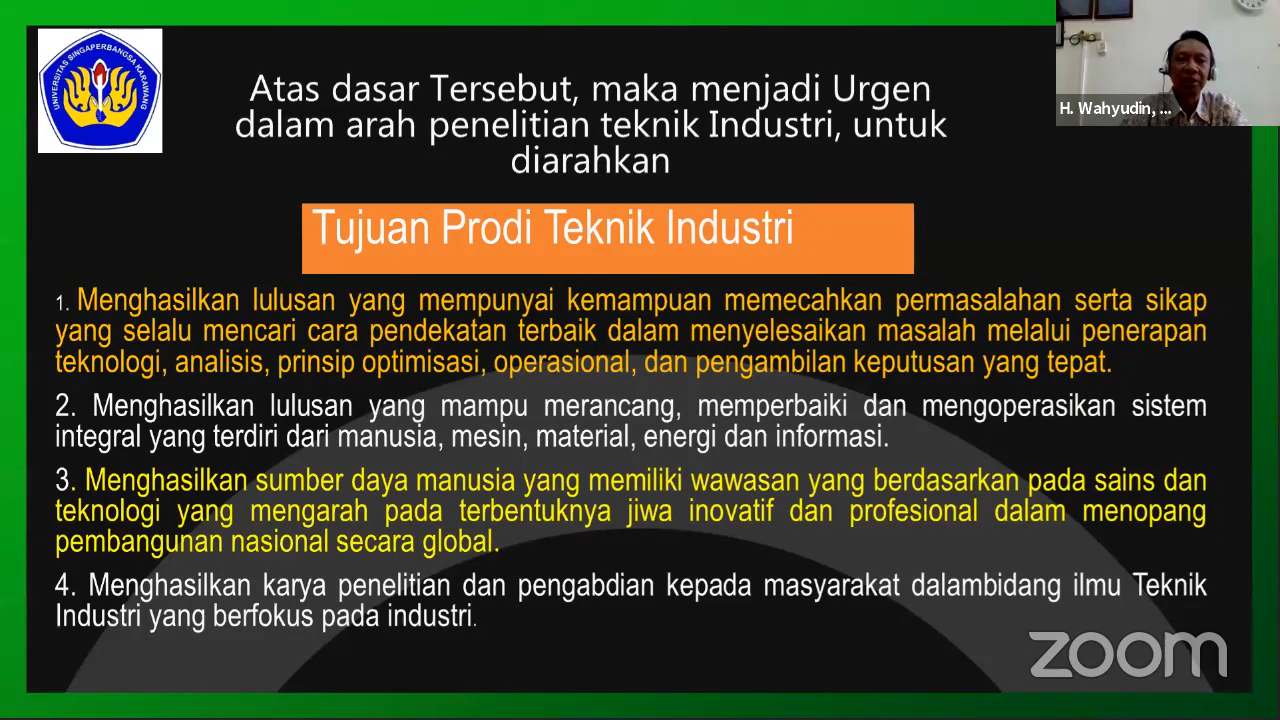 UNIVERSITAS SINGAPERBANGSA KARAWANG
Atas dasar Tersebut, maka menjadi Urgen
dalam arah penelitian teknik Industri, untuk
diarahkan
H. Wahyudin, ...
Tujuan Prodi Teknik Industri
1. Menghasilkan lulusan yang mempunyai kemampuan memecahkan permasalahan serta sikap
yang selalu mencari cara pendekatan terbaik dalam menyelesaikan masalah melalui penerapan
teknologi, analisis, prinsip optimisasi, operasional, dan pengambilan keputusan yang tepat.
2. Menghasilkan lulusan yang mampu merancang, memperbaiki dan mengoperasikan sistem
integral yang terdiri dari manusia, mesin, material, energi dan informasi.
3. Menghasilkan sumber daya manusia yang memiliki wawasan yang berdasarkan pada sains dan
teknologi yang mengarah pada terbentuknya jiwa inovatif dan profesional dalam menopang
pembangunan nasional secara global.
4. Menghasilkan karya penelitian dan pengabdian kepada masyarakat dalambidang ilmu Teknik
Industri yang berfokus pada industri.
zoom